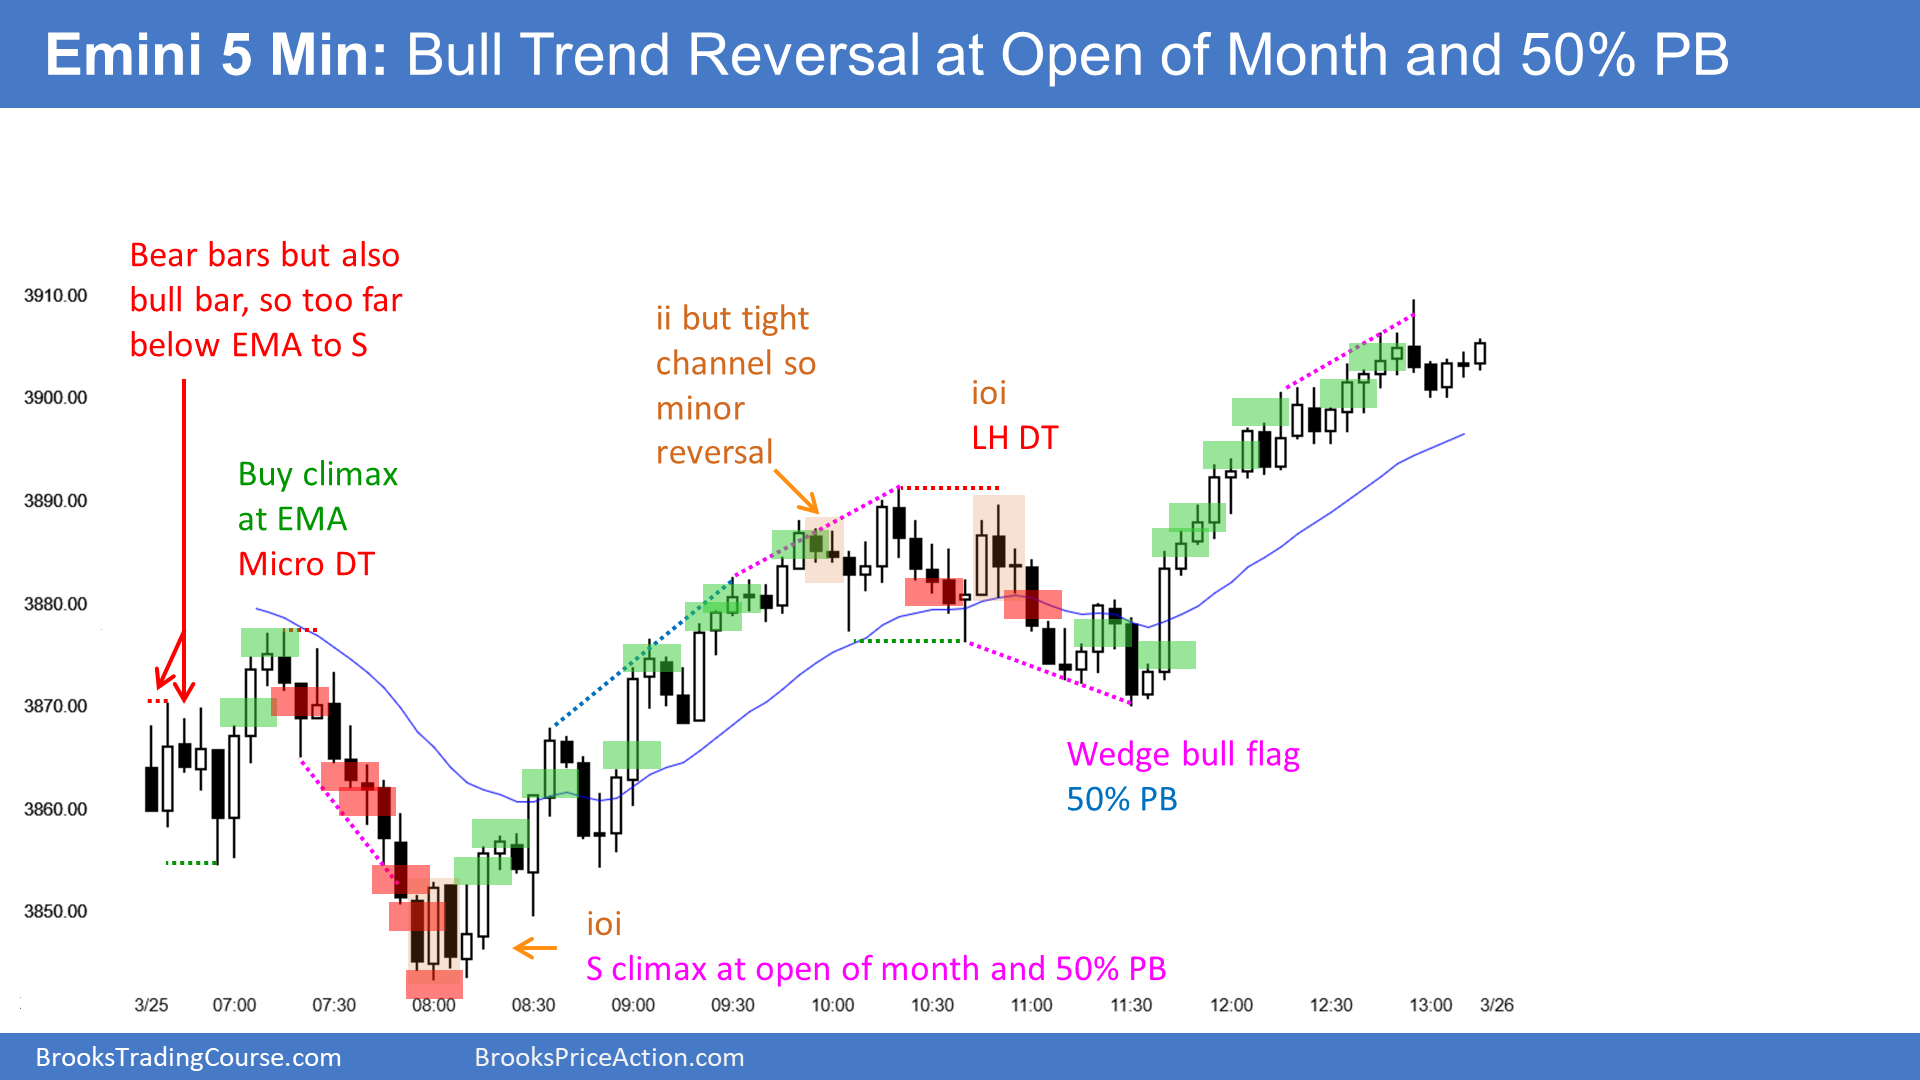 Emini 5 Min: Bull Trend Reversal at Open of Month and 50% PB
Bear bars but also
bull bar, so too far
below EMA to S
Buy climax
at EMA
Micro DT
ii but tight
channel so
minor
reversal
ioi
LH DT
Wedge bull flag
50% PB
ioi
S climax at open of month and 50% PB
3910.00
3900.00
3890.00
3880.00
3870.00
3860.00
3850.00
3/25 07:00 07:30 08:00 08:30 09:00 09:30 10:00 10:30 11:00 11:30 12:00 12:30 13:00 3/26
BrooksTradingCourse.com BrooksPriceAction.com